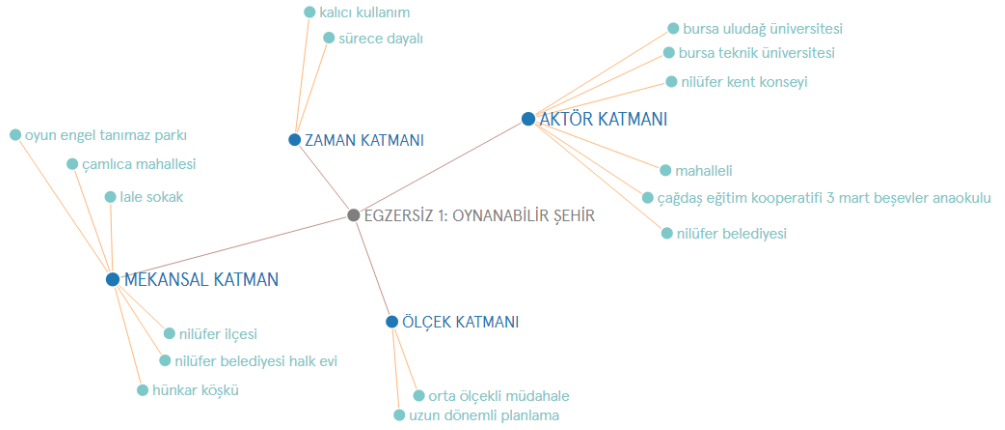 kalıcı kullanım
sürece dayalı
ZAMAN KATMANI
bursa uludağ üniversitesi
bursa teknik üniversitesi
nilüfer kent konseyi
AKTÖR KATMANI
mahalleli
çağdaş eğitim kooperatifi 3 mart beşevler anaokulu
nilüfer belediyesi
EGZERSİZ 1: OYNANABİLİR ŞEHİR
oyun engel tanımaz parkı
çamlıca mahallesi
lale sokak
MEKANSAL KATMAN
nilüfer ilçesi
nilüfer belediyesi halk evi
hünkar köşkü
ÖLÇEK KATMANI
orta ölçekli müdahale
uzun dönemli planlama